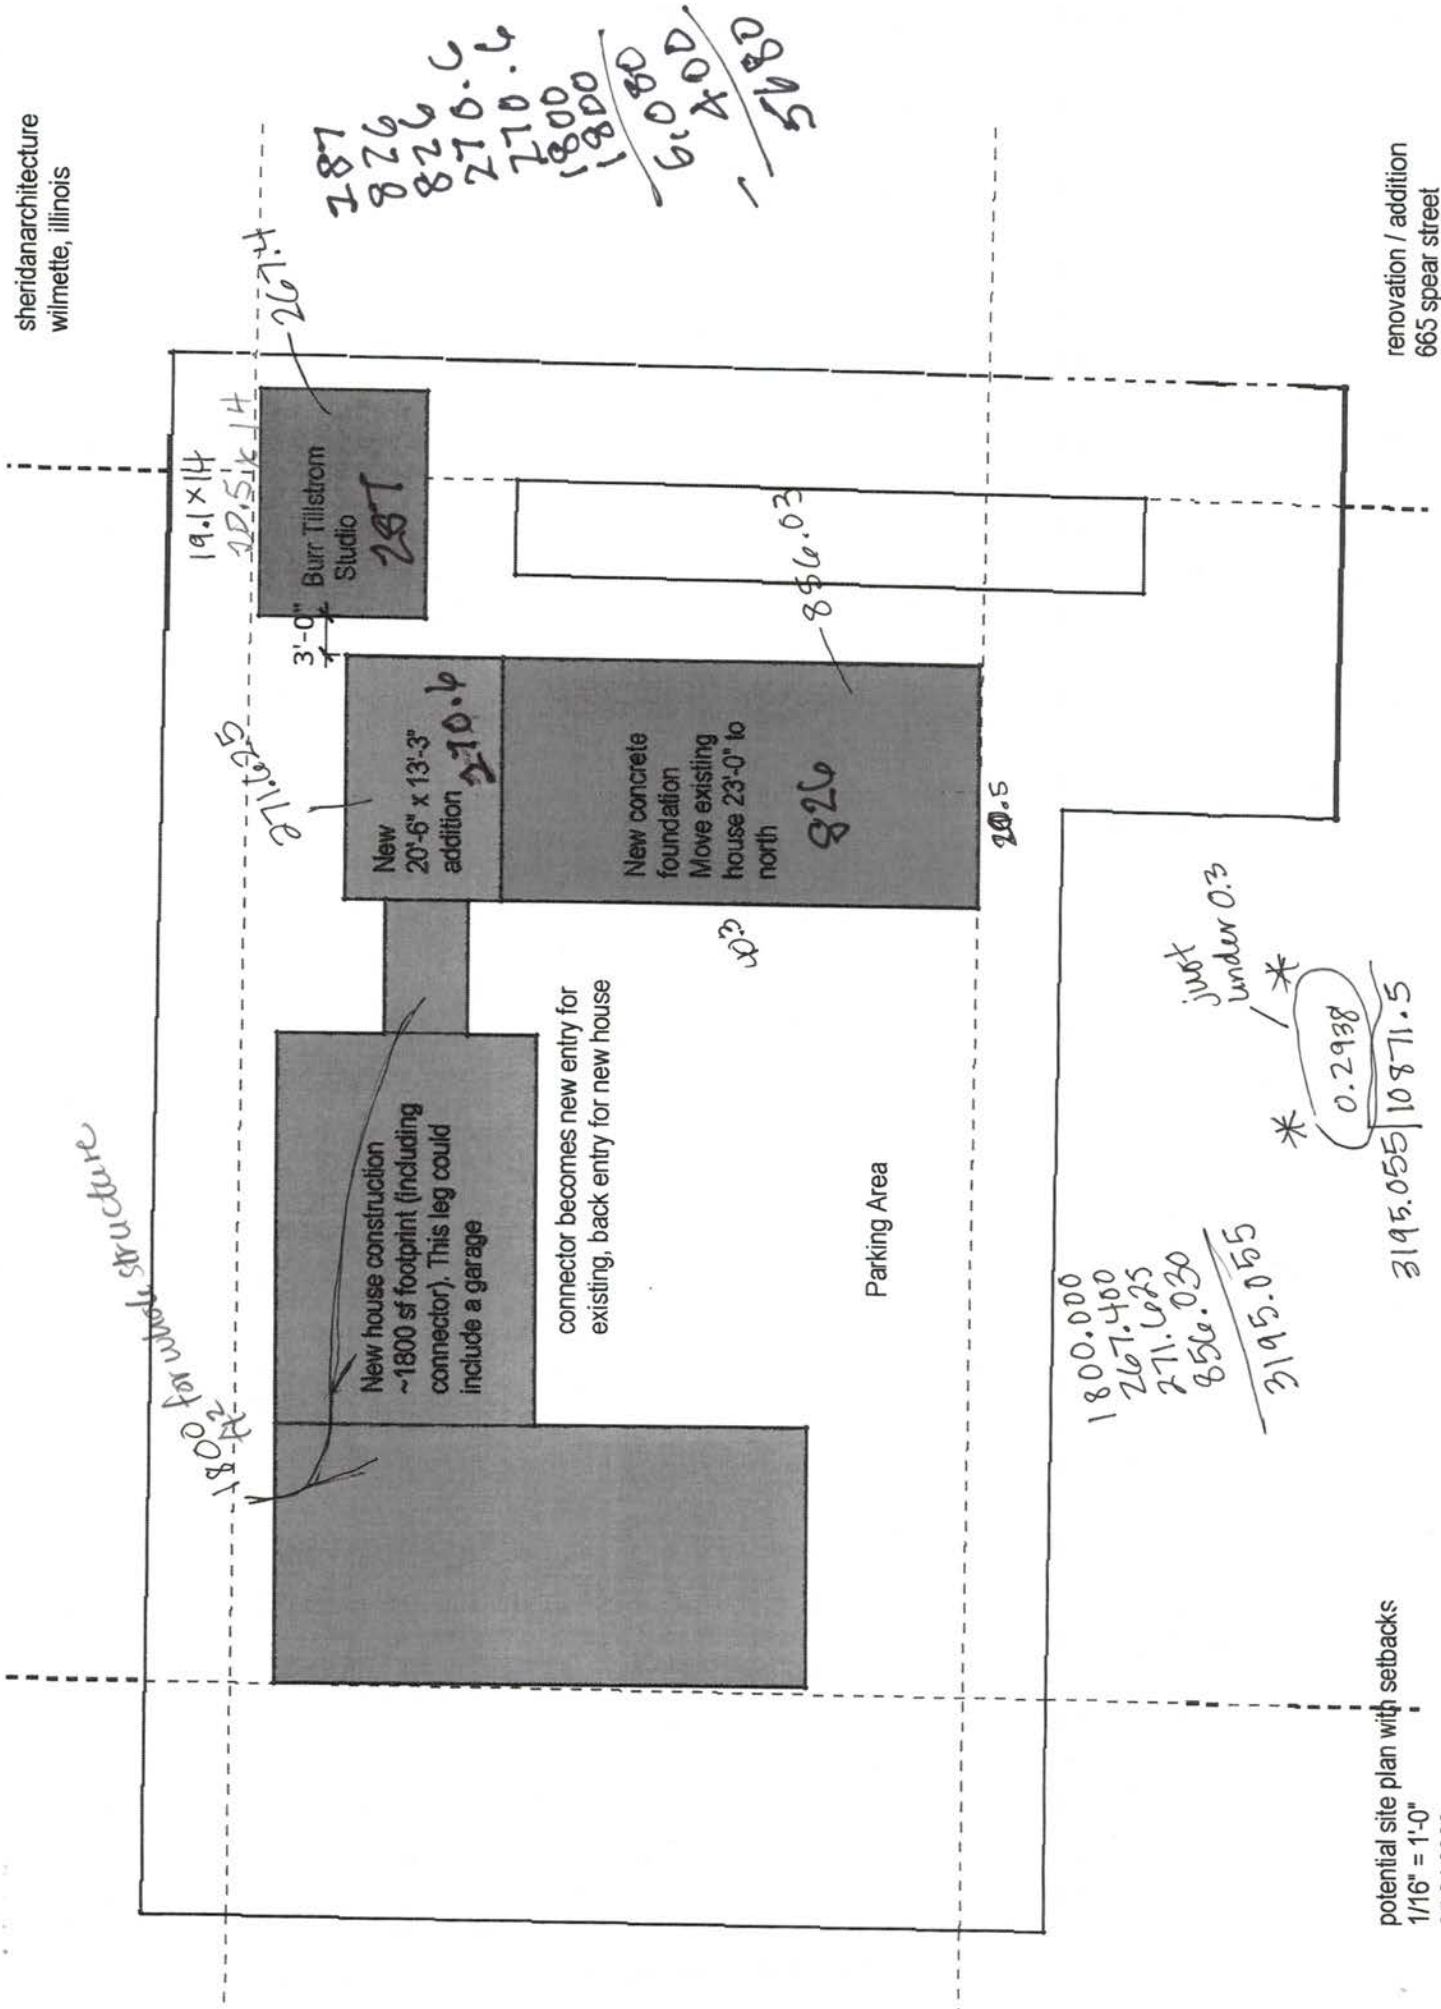 sheridanarchitecture
wilmette, illinois
287
826
826
270.6
270.6
1800
1800
6,080
- 400
5680
19.1 x 14
20.5 x 14
267.4
Burr Tillstrom
Studio
287
3'-0"
271.625
New
20'-6" x 13'-3"
addition
270.6
New concrete
foundation
Move existing
house 23'-0" to
north
826
856.03
20.5
40.3
1800 for whole structure
ft2
New house construction
~1800 sf footprint (including
connector). This leg could
include a garage
connector becomes new entry for
existing, back entry for new house
Parking Area
1800.000
267.400
271.625
856.030
3195.055
just
under 0.3
* *
0.2938
3195.055 10871.5
potential site plan with setbacks
1/16" = 1'-0"
renovation / addition
665 spear street